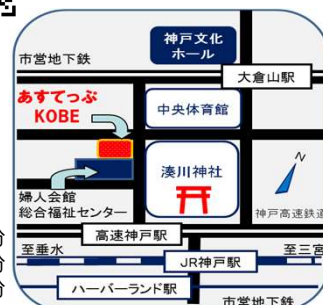 神戸文化
ホール
市営地下鉄
大倉山駅
あすてっぷ
KOBE
中央体育館
湊川神社
N
婦人会館
総合福祉センター
神戸高速鉄道
高速神戸駅
分
至垂水
至三宮
分
JR神戸駅
分
ハーバーランド駅
市営地下鉄